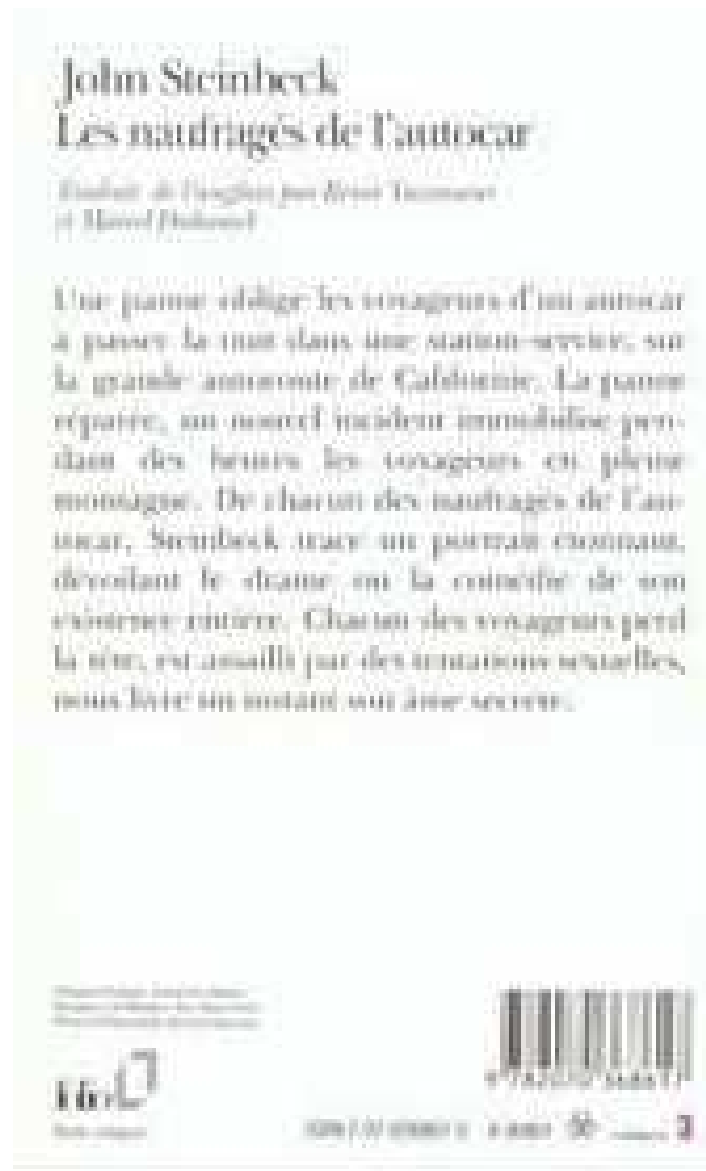 John Steinbeck
Les naufragés de l'autocar
Traduit de l'anglais par Renée
et Marcel Duhamel
Une panne oblige les voyageurs d'un autocar
à passer la nuit dans une station-service, sur
la grande autoroute de Californie. La panne
réparée, un nouvel incident immobilise pen-
dant des heures les voyageurs en pleine
montagne. De chacun des naufragés de l'au-
tocar, Steinbeck trace un portrait étonnant,
dévoilant le drame ou la comédie de son
existence entière. Chacun des voyageurs perd
la tête, est assailli par des tentations sexuelles,
nous livre un instant son âme secrète.
folio
3